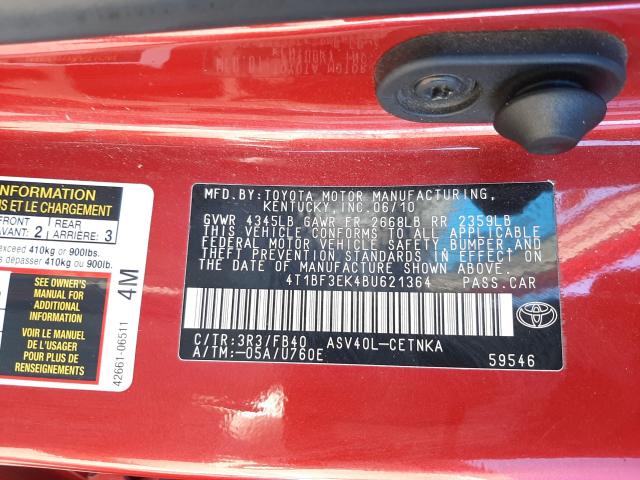 MFD.BY:TOYOTA MOTOR MANUFACTURING,
KENTUCKY, INC.06/10
GVWR 4345LB GAWR FR 2668LB RR 2359LB
THIS VEHICLE CONFORMS TO ALL APPLICABLE
FEDERAL MOTOR VEHICLE SAFETY, BUMPER,AND
THEFT PREVENTION STANDARDS IN EFFECT ON
THE DATE OF MANUFACTURE SHOWN ABOVE.
4T1BF3EK4BU621364 PASS.CAR
C/TR:3R3/FB40 ASV40L-CETNKA
A/TM:-05A/U760E 59546
INFORMATION
US ET LE CHARGEMENT
FRONT
AVANT: 2
REAR
ARRIÈRE: 3
exceed 410kg or 900lbs.
dépasser 410kg ou 900lb.
SEE OWNER'S
MANUAL FOR
ADDITIONAL
INFORMATION
VOIR LE MANUEL
DE L'USAGER
POUR PLUS DE
RENSEIGNEMENTS
4M
42661-06511